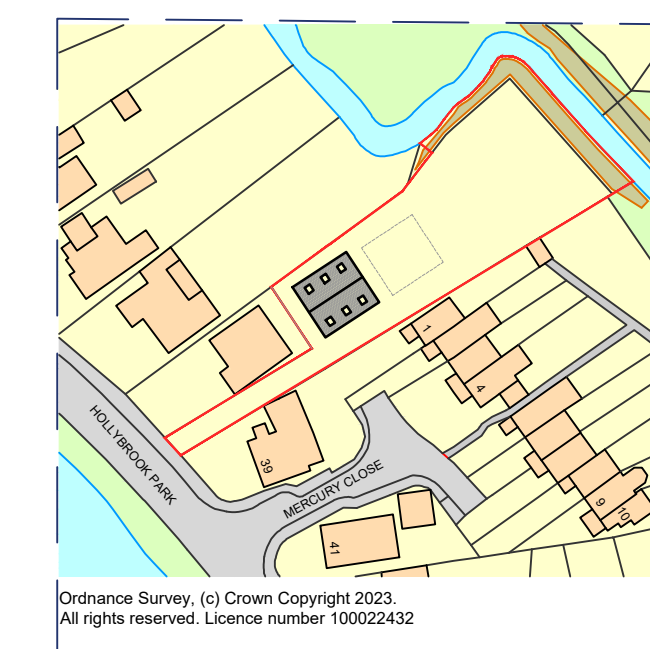 1
4
HOLLYBROOK PARK
39
MERCURY CLOSE
9
10
41
Ordnance Survey, (c) Crown Copyright 2023.
All rights reserved. Licence number 100022432